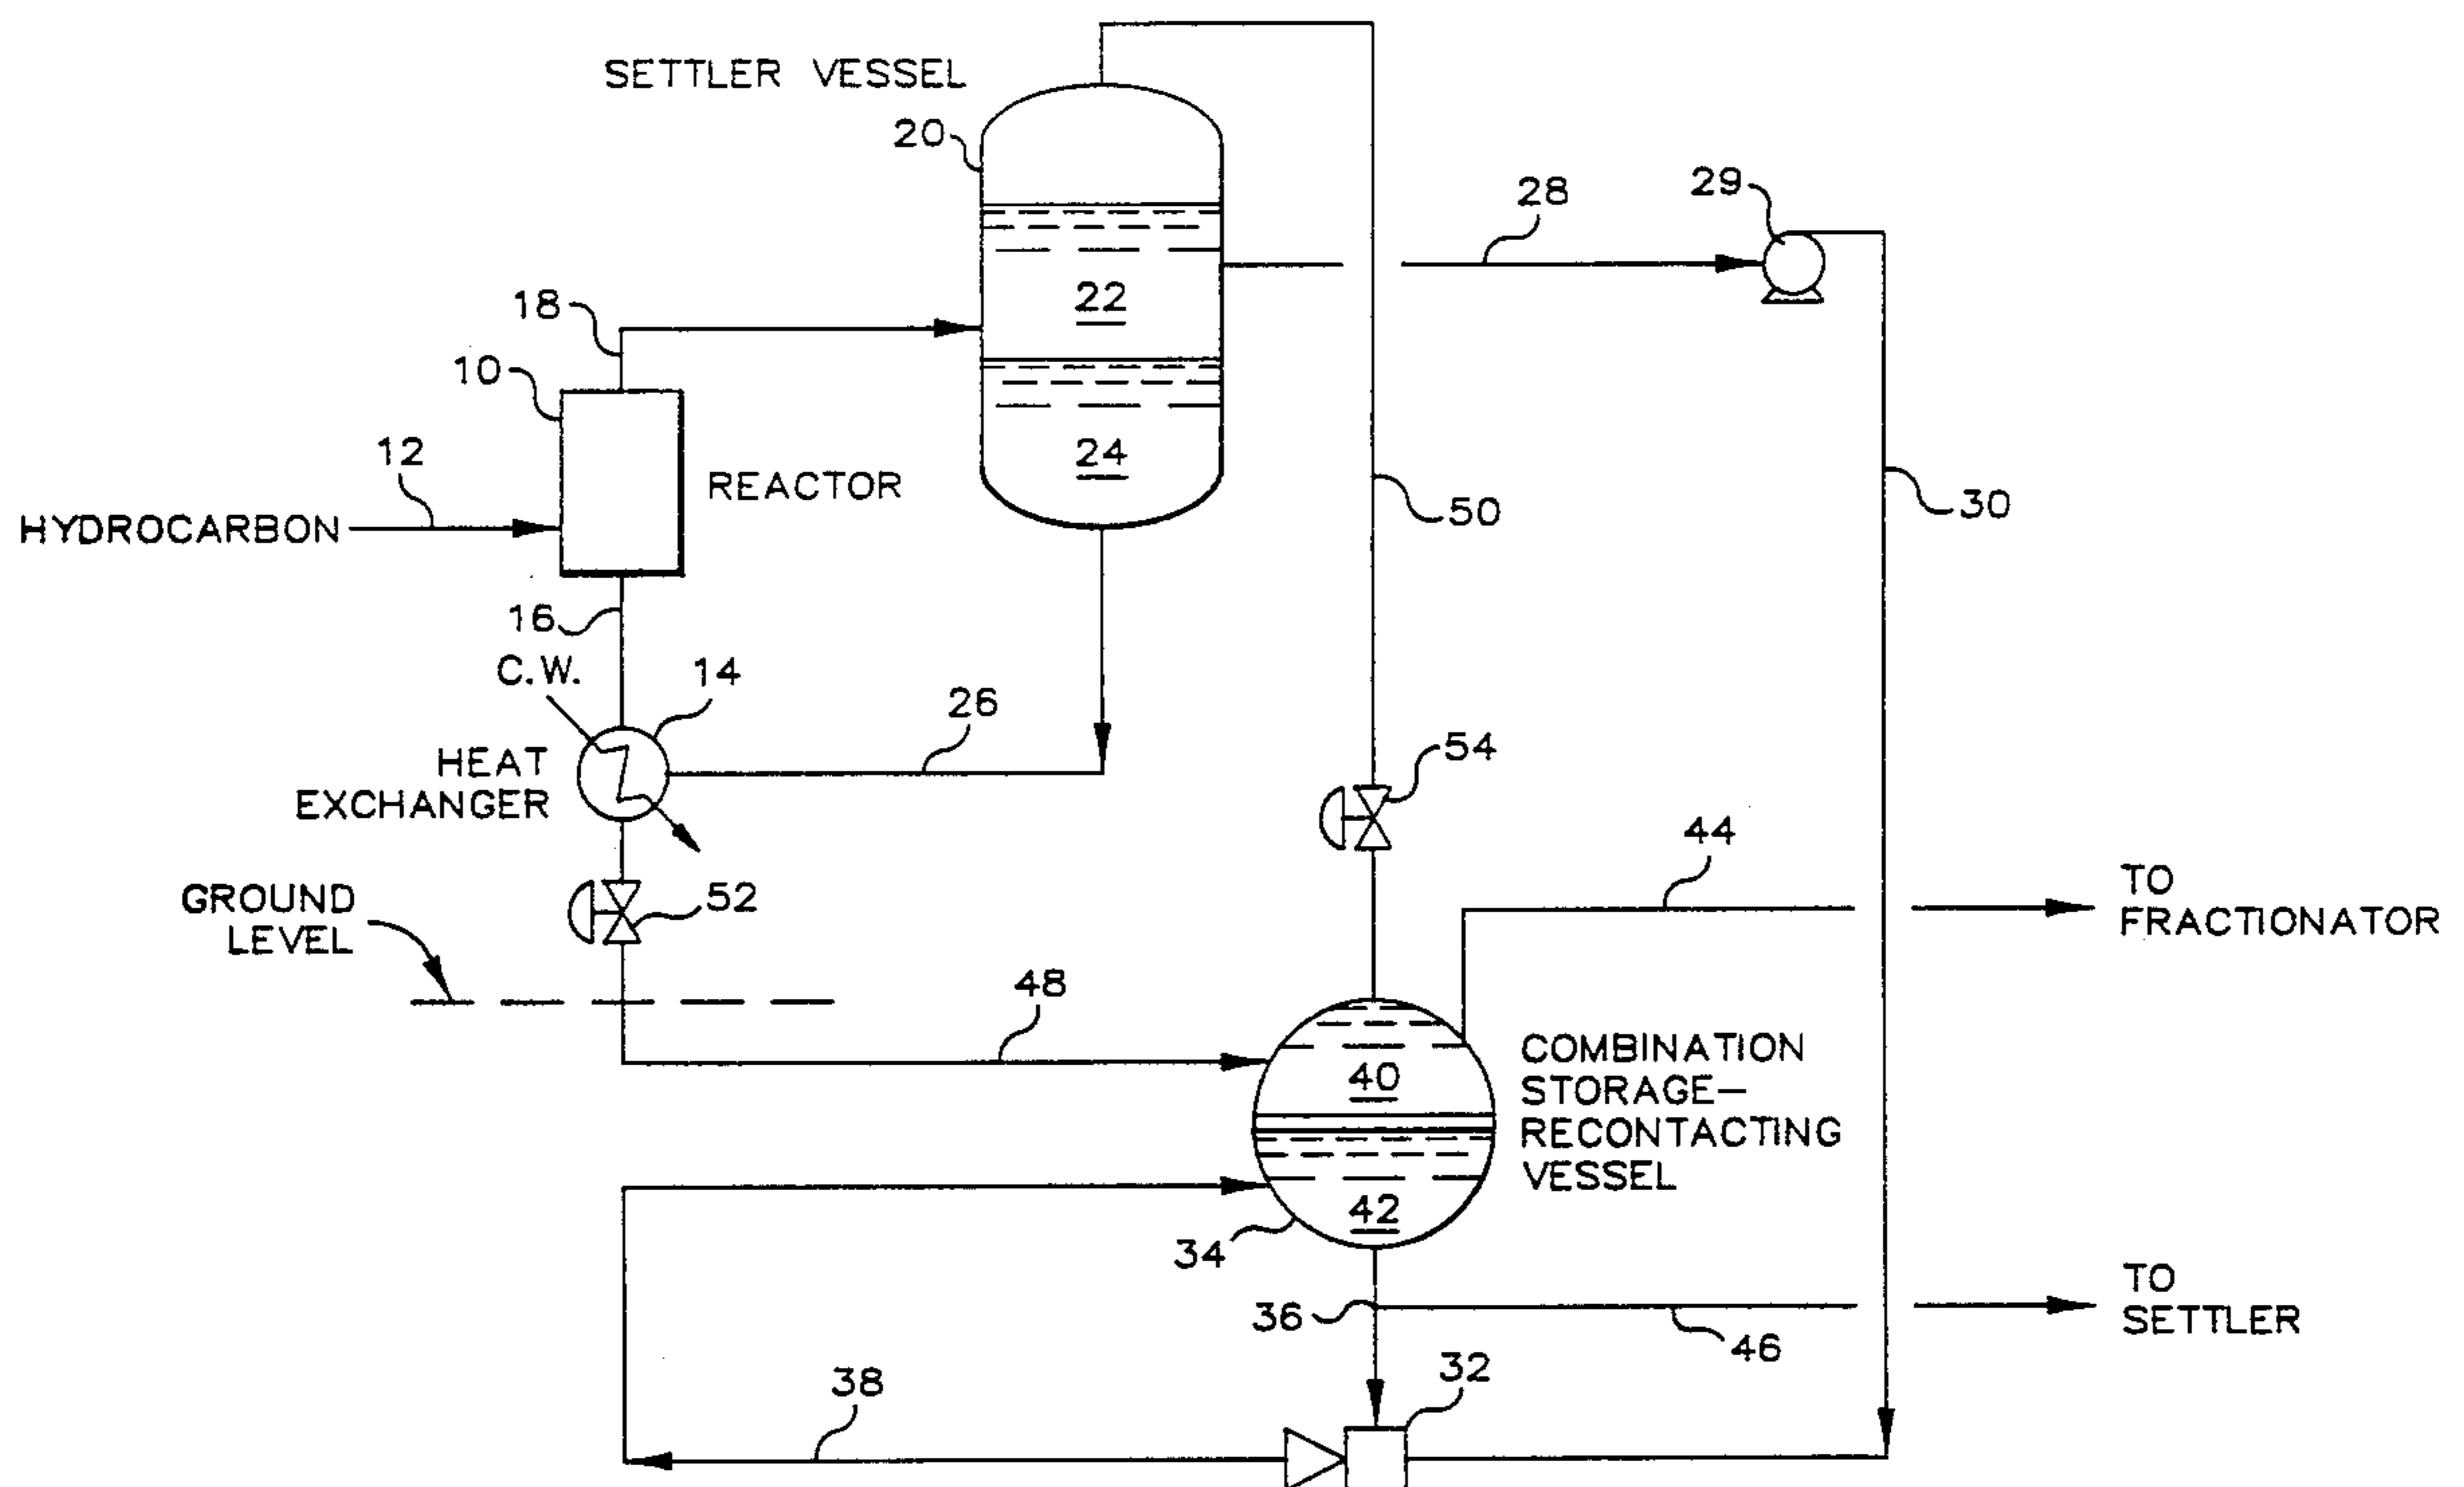 SETTLER VESSEL
20
28
29
22
18
10
24
12
REACTOR
50
30
HYDROCARBON
16
C.W.
14
26
HEAT
EXCHANGER
54
44
TO
FRACTIONATOR
52
GROUND
LEVEL
48
40
COMBINATION
STORAGE-
RECONTACTING
VESSEL
42
34
36
TO
SETTLER
46
38
32